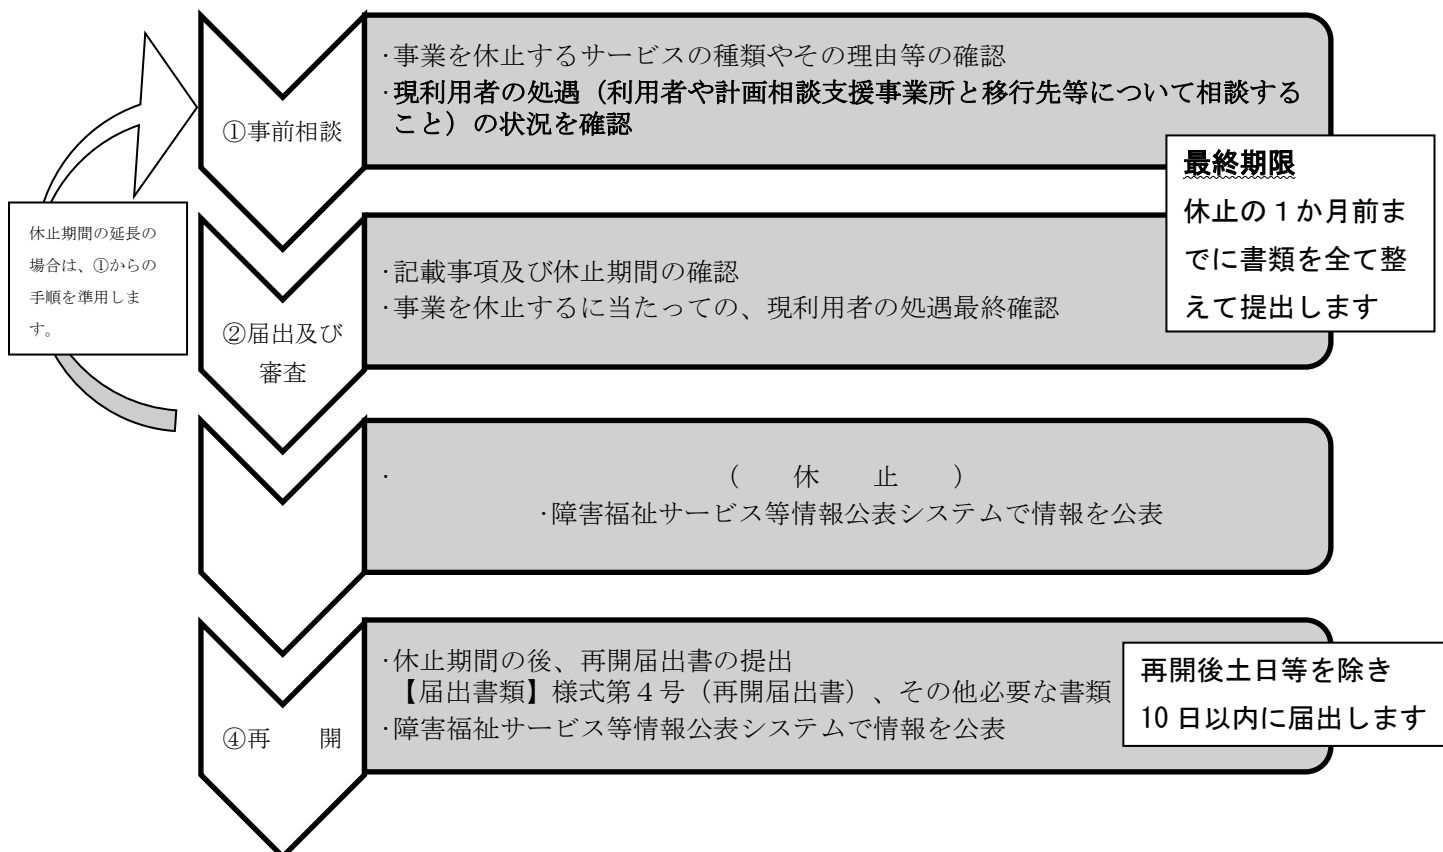 ①事前相談
・事業を休止するサービスの種類やその理由等の確認
・現利用者の処遇（利用者や計画相談支援事業所と移行先等について相談する
こと）の状況を確認
最終期限
休止の１か月前ま
でに書類を全て整
えて提出します
休止期間の延長の
場合は、①からの
手順を準用しま
す。
②届出及び
審査
・記載事項及び休止期間の確認
・事業を休止するに当たっての、現利用者の処遇最終確認
・　（　休　止　）
・障害福祉サービス等情報公表システムで情報を公表
④再　開
・休止期間の後、再開届出書の提出
【届出書類】様式第４号（再開届出書）、その他必要な書類
・障害福祉サービス等情報公表システムで情報を公表
再開後土日等を除き
10 日以内に届出します